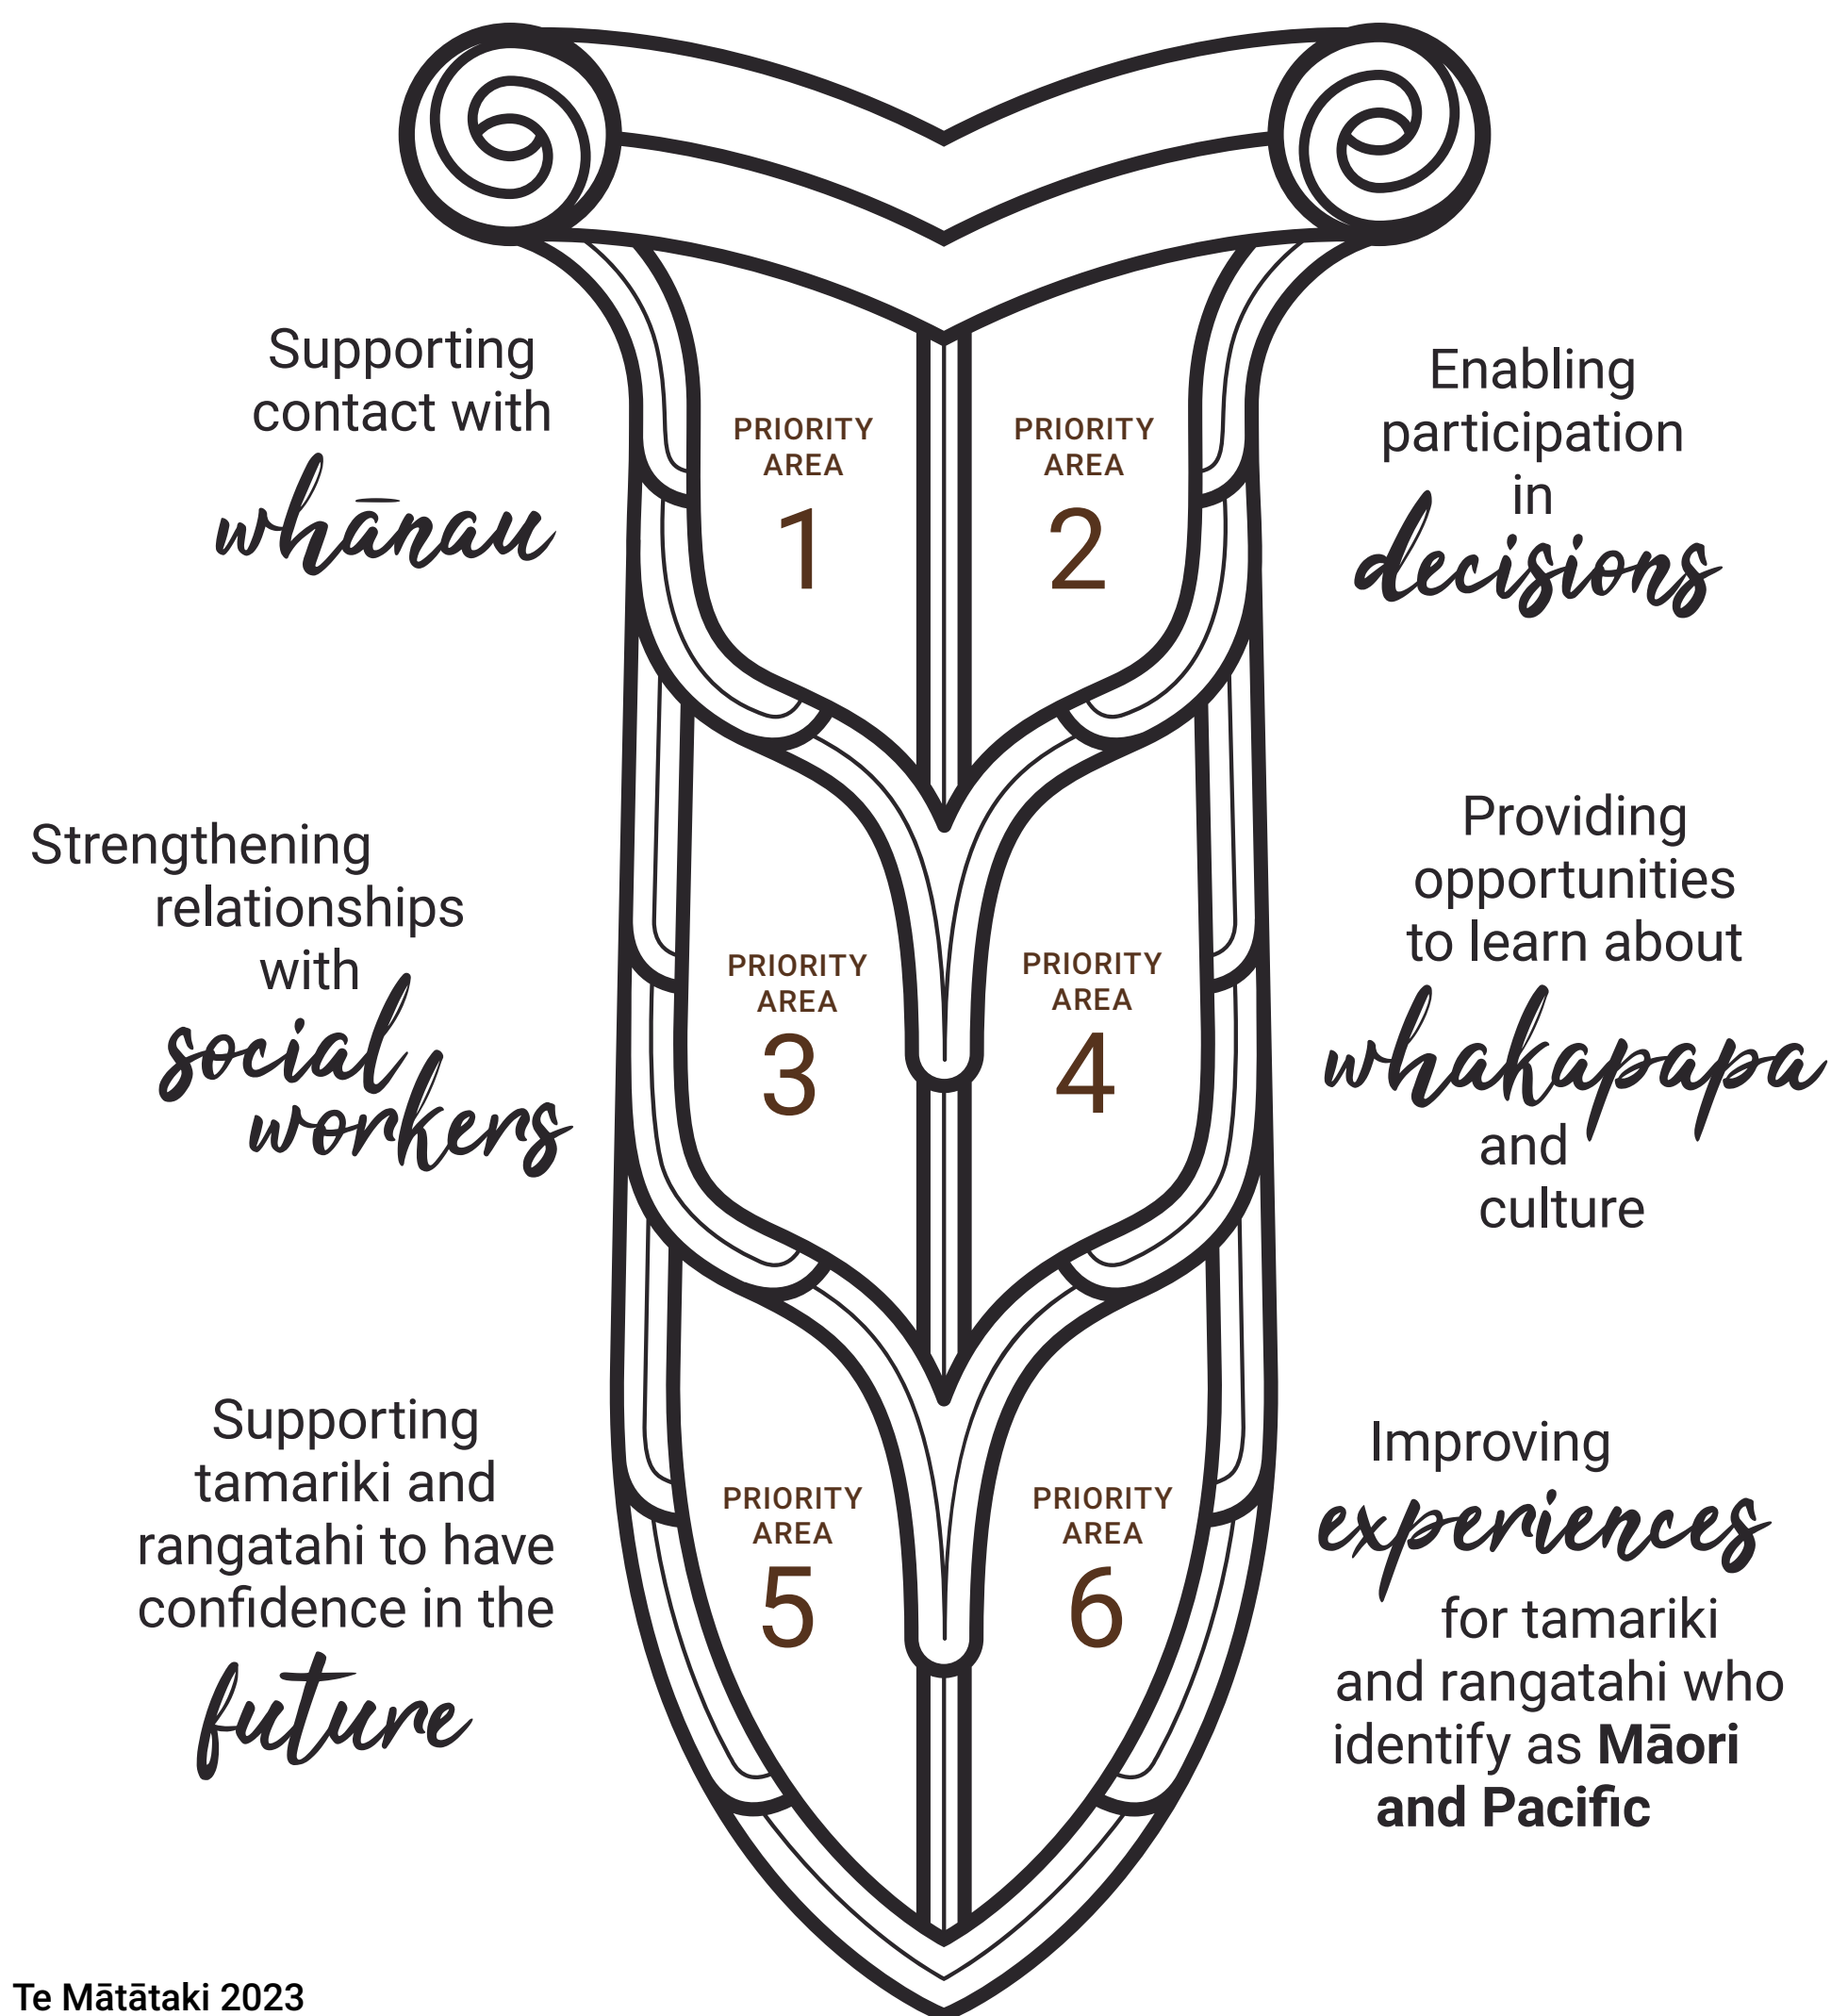 Supporting
contact with
whānau
PRIORITY
AREA
1
PRIORITY
AREA
2
Enabling
participation
in
decisions
Strengthening
relationships
with
social
workers
PRIORITY
AREA
3
PRIORITY
AREA
4
Providing
opportunities
to learn about
whakapapa
and
culture
Supporting
tamariki and
rangatahi to have
confidence in the
future
PRIORITY
AREA
5
PRIORITY
AREA
6
Improving
experiences
for tamariki
and rangatahi who
identify as Māori
and Pacific
Te Mātātaki 2023